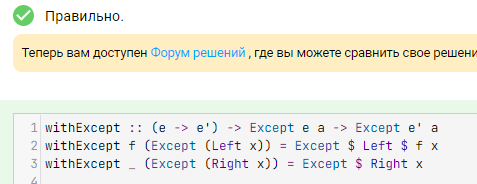 Правильно.
Теперь вам доступен Форум решений , где вы можете сравнить свое решени
1 withExcept :: (e -> e') -> Except e a -> Except e' a
2 withExcept f (Except (Left x)) = Except $ Left $ f x
3 withExcept _ (Except (Right x)) = Except $ Right x
4